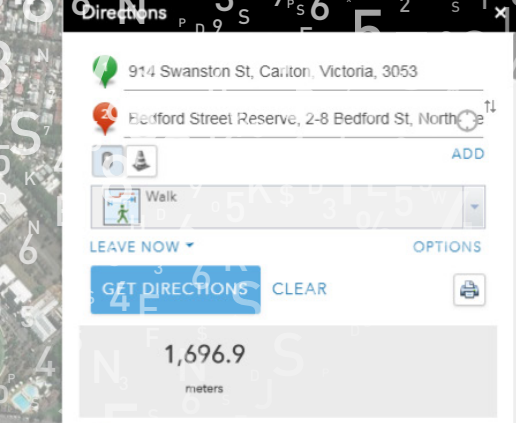 Directions
914 Swanston St, Carlton, Victoria, 3053
Bedford Street Reserve, 2-8 Bedford St, North
ADD
Walk
LEAVE NOW
OPTIONS
GET DIRECTIONS
CLEAR
1,696.9
meters